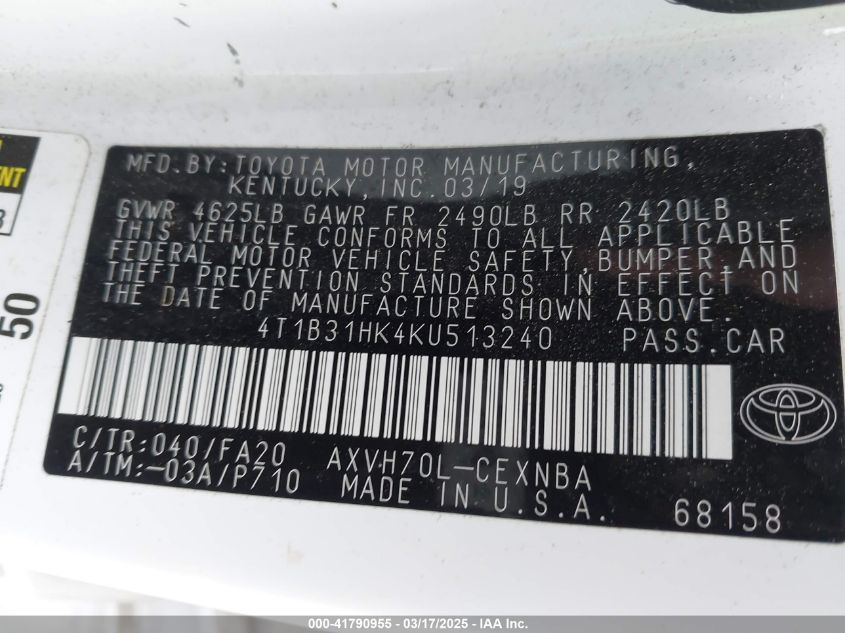 MFD.BY:TOYOTA MOTOR MANUFACTURING,
KENTUCKY,INC.03/19
GVWR 4625LB GAWR FR 2490LB RR 2420LB
THIS VEHICLE CONFORMS TO ALL APPLICABLE
FEDERAL MOTOR VEHICLE SAFETY,BUMPER,AND
THEFT PREVENTION STANDARDS IN EFFECT ON
THE DATE OF MANUFACTURE SHOWN ABOVE.
4T1B31HK4KU513240 PASS.CAR
C/TR:040/FA20 AXVH70L-CEXNBA
A/TM:-03A/P710 MADE IN U.S.A. 68158
50
000-41790955 - 03/17/2025 - IAA Inc.